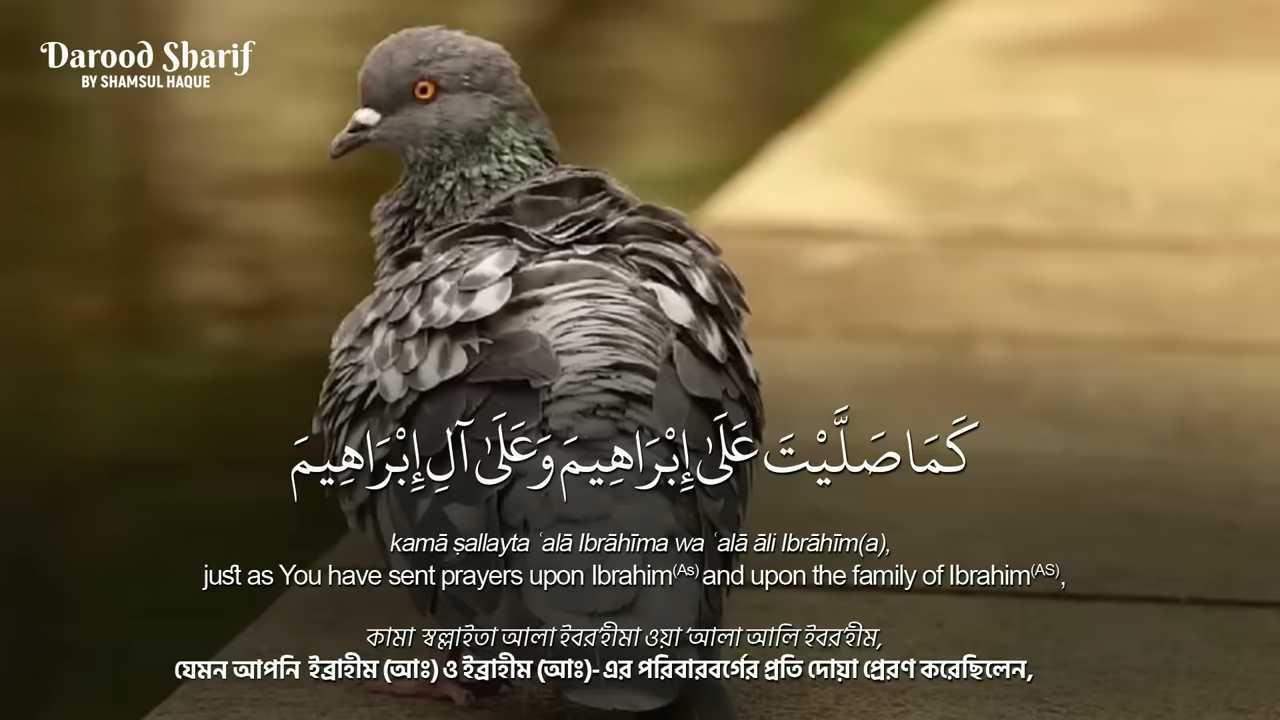 Darood Sharif
BY SHAMSUL HAQUE
كَمَا صَلَّيْتَ عَلَىٰ إِبْرَاهِيمَ وَعَلَىٰ آلِ إِبْرَاهِيمَ
kamā ṣallayta ʿalā Ibrāhīma wa ʿalā āli Ibrāhīm(a),
just as You have sent prayers upon Ibrahim(As) and upon the family of Ibrahim(AS),
কামা স্বল্লাইতা আলা ইবর’হীমা ওয়া ‘আলা আলি ইবর’হীম,
যেমন আপনি ইব্রাহীম (আঃ) ও ইব্রাহীম (আঃ)- এর পরিবারবর্গের প্রতি দোয়া প্রেরণ করেছিলেন,